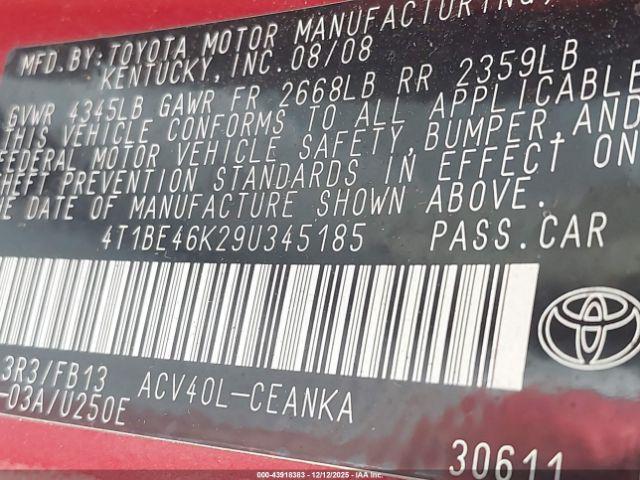 MFD.BY: TOYOTA MOTOR MANUFACTURING,
KENTUCKY, INC. 08/08
GVWR 4345LB GAWR FR 2668LB RR 2359LB
THIS VEHICLE CONFORMS TO ALL APPLICABLE
FEDERAL MOTOR VEHICLE SAFETY, BUMPER, AND
THEFT PREVENTION STANDARDS IN EFFECT ON
THE DATE OF MANUFACTURE SHOWN ABOVE.
4T1BE46K29U345185 PASS.CAR
3R3/FB13 ACV40L-CEANKA
-03A/U250E
30611
000-43918383 - 12/12/2025 -